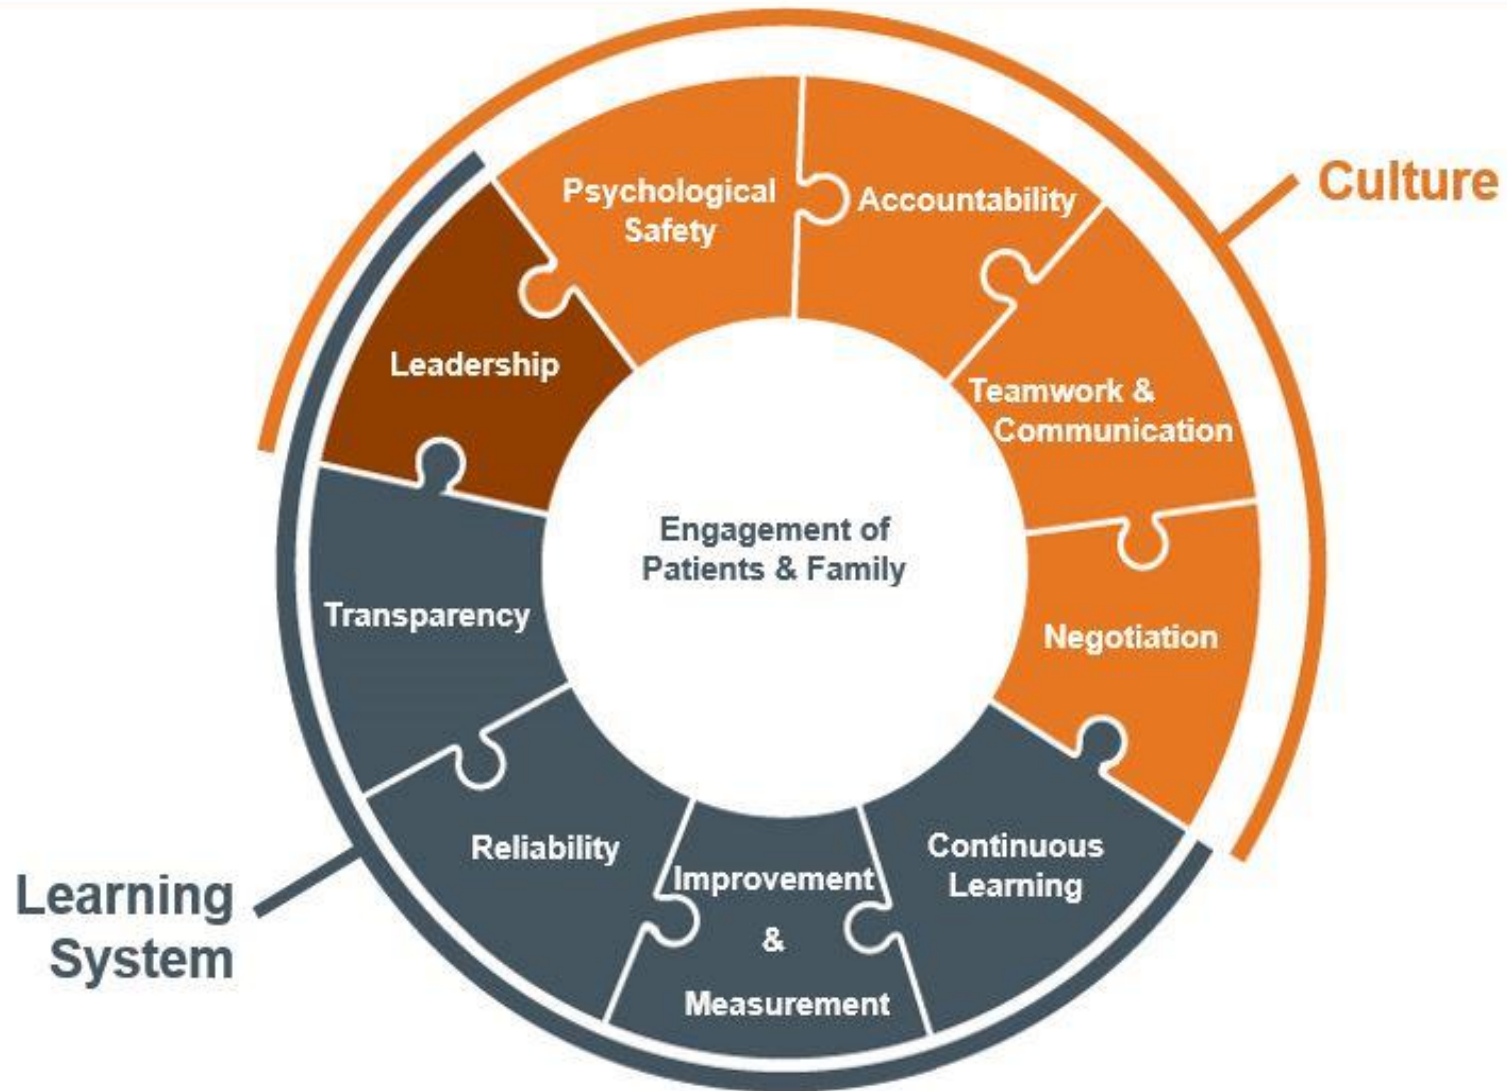 Culture
Psychological
Safety
Accountability
Leadership
Teamwork &
Communication
Engagement of
Patients & Family
Transparency
Negotiation
Reliability
Improvement
&
Measurement
Continuous
Learning
Learning
System